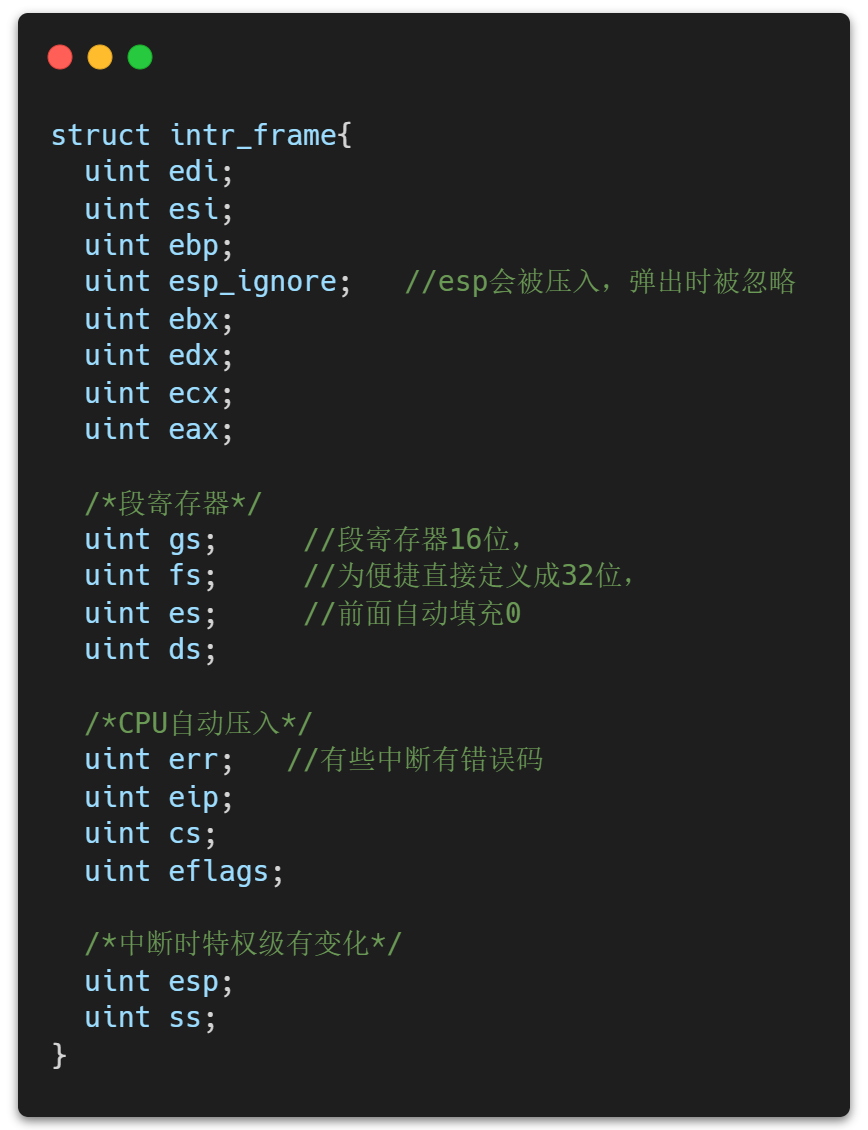 struct intr_frame{
  uint edi;
  uint esi;
  uint ebp;
  uint esp_ignore;   //esp会被压入，弹出时被忽略
  uint ebx;
  uint edx;
  uint ecx;
  uint eax;
  /*段寄存器*/
  uint gs;     //段寄存器16位，
  uint fs;     //为便捷直接定义成32位，
  uint es;     //前面自动填充0
  uint ds;
  /*CPU自动压入*/
  uint err;   //有些中断有错误码
  uint eip;
  uint cs;
  uint eflags;
  /*中断时特权级有变化*/
  uint esp;
  uint ss;
}